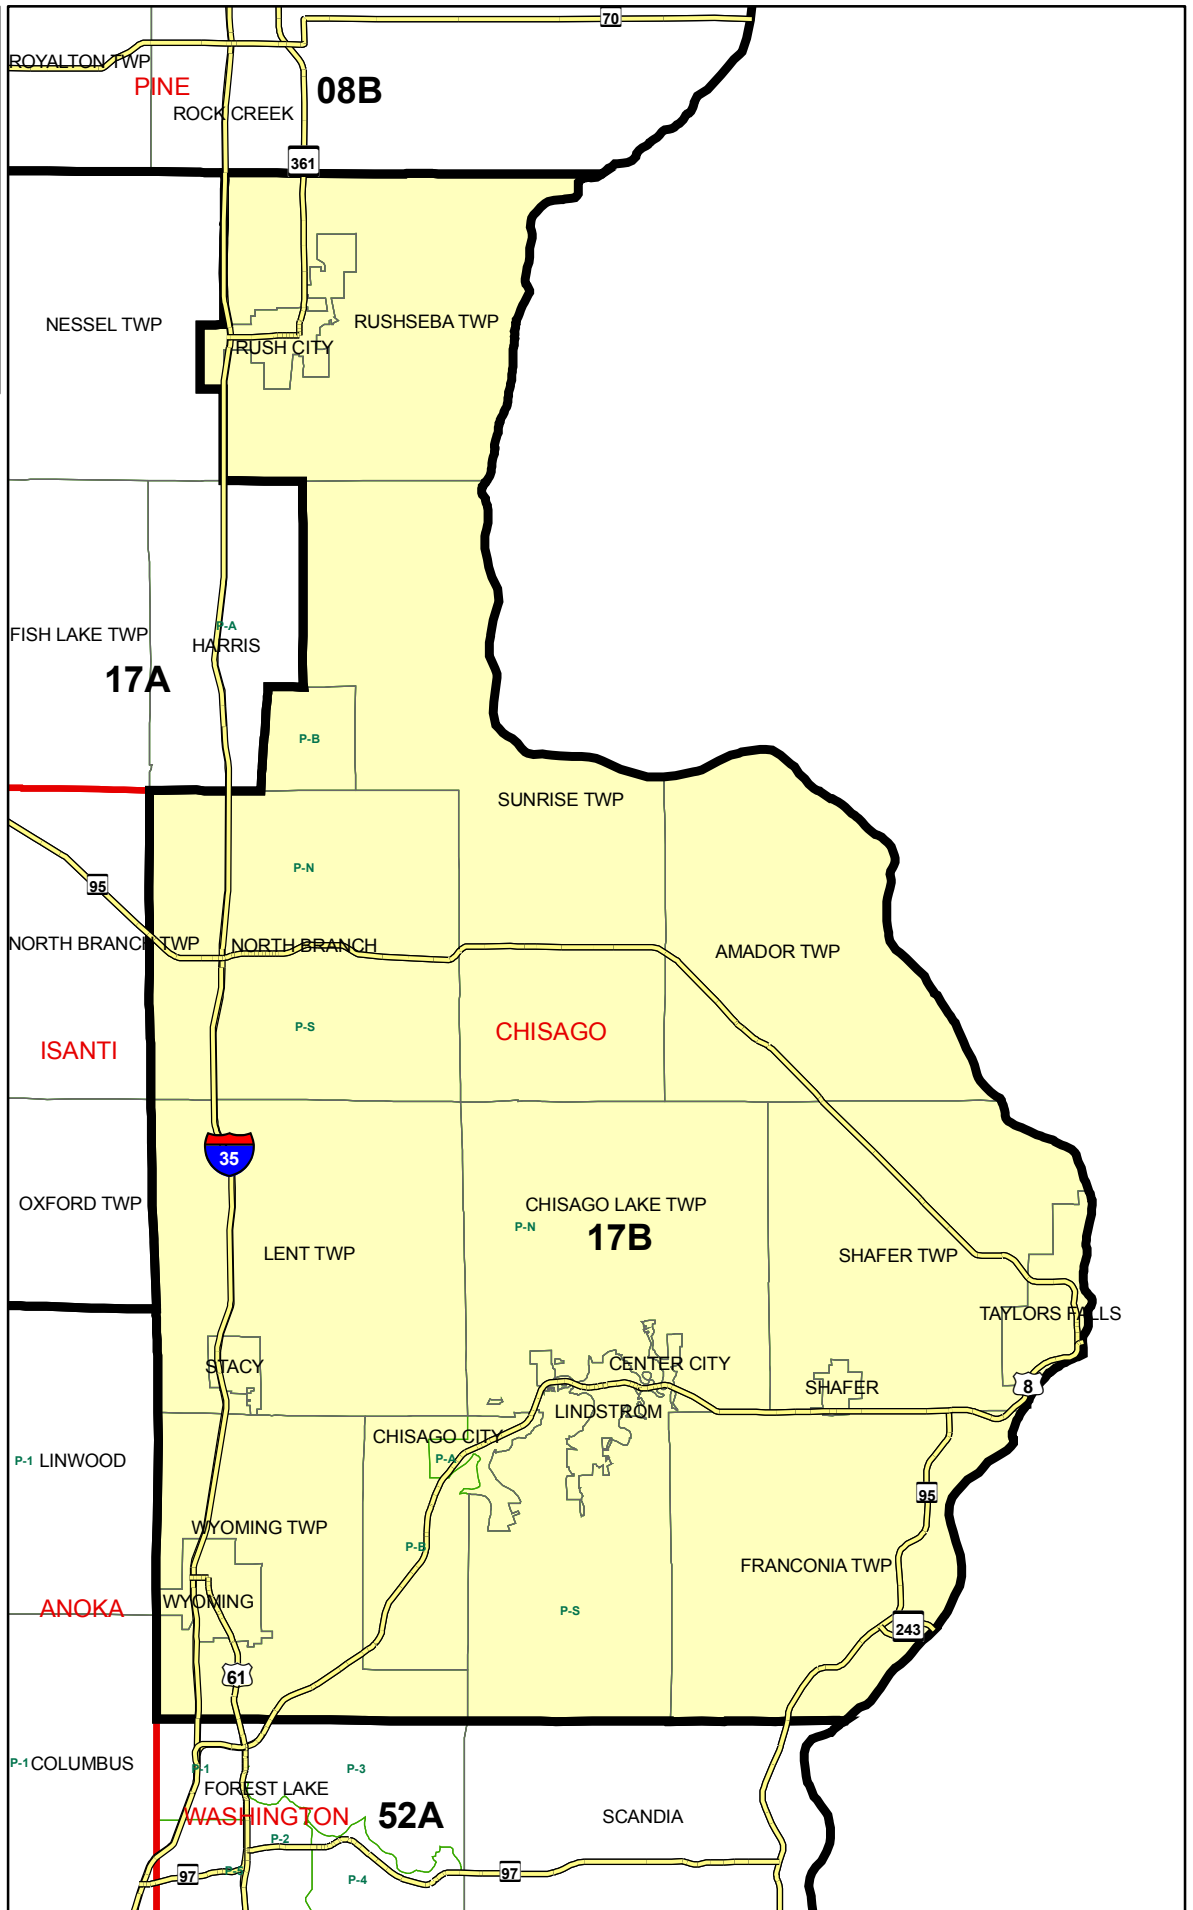 70
ROYALTON TWP
PINE
08B
ROCK CREEK
361
NESSEL TWP
RUSHSEBA TWP
RUSH CITY
P-A
FISH LAKE TWP
HARRIS
17A
P-B
SUNRISE TWP
P-N
95
NORTH BRANCH TWP
NORTH BRANCH
AMADOR TWP
P-S
CHISAGO
ISANTI
35
OXFORD TWP
CHISAGO LAKE TWP
P-N
17B
LENT TWP
SHAFER TWP
TAYLORS FALLS
CENTER CITY
STACY
SHAFER
8
LINDSTROM
CHISAGO CITY
P-A
P-1 LINWOOD
95
WYOMING TWP
P-B
FRANCONIA TWP
WYOMING
ANOKA
P-S
243
61
P-1 COLUMBUS
P-1
P-3
FOREST LAKE
WASHINGTON
52A
SCANDIA
P-2
97
97
P-4